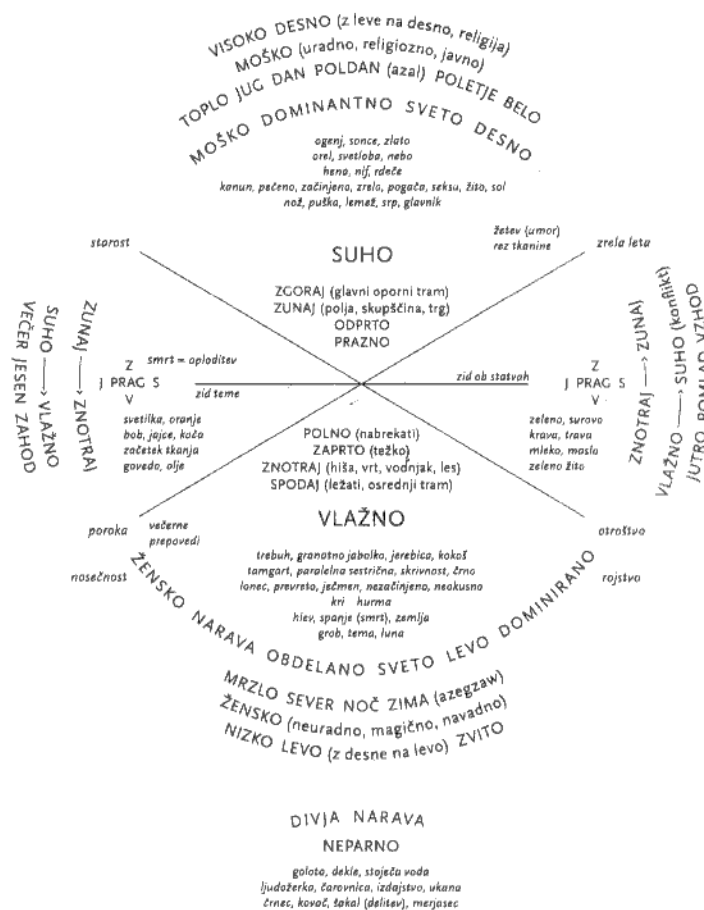 VISOKO DESNO (z leve na desno, religija)
MOŠKO (uradno, religiozno, javno)
TOPLO JUG DAN POLDAN (azal) POLETJE BELO
MOŠKO DOMINANTNO SVETO DESNO
ogenj, sonce, zlato
orel, svetloba, nebo
hena, nif, rdeče
kanun, pečeno, začinjeno, zrela, pogača, seksu, žito, sol
nož, puška, lemež, srp, glavnik
starost
žetev (umor)
rez tkanine
zrela leta
SUHO
ZGORAJ (glavni oporni tram)
ZUNAJ (polja, skupščina, trg)
ODPRTO
PRAZNO
VEČER JESEN ZAHOD
SUHO → VLAŽNO
ZUNAJ → ZNOTRAJ
Z
J PRAG S
V
smrt = oploditev
zid teme
zid ob statvah
Z
J PRAG S
V
ZNOTRAJ → ZUNAJ
VLAŽNO → SUHO (konflikt)
JUTRO POMLAD VZHOD
svetilka, oranje
bob, jajce, kača
začetek tkanja
govedo, olje
zeleno, surovo
krava, trava
mleko, maslo
zeleno žito
POLNO (nabrekati)
ZAPRTO (težko)
ZNOTRAJ (hiša, vrt, vodnjak, les)
SPODAJ (ležati, osrednji tram)
VLAŽNO
poroka
večerne
prepovedi
nosečnost
otroštvo
rojstvo
trebuh, granatno jabolko, jerebica, kokoš
tamgart, paralelna sestrična, skrivnost, črno
lonec, prevreto, ječmen, nezačinjeno, neokusno
kri hurma
hlev, spanje (smrt), zemlja
grob, tema, luna
ŽENSKO NARAVA OBDELANO SVETO LEVO DOMINIRANO
MRZLO SEVER NOČ ZIMA (azegzaw)
ŽENSKO (neuradno, magično, navadno)
NIZKO LEVO (z desne na levo) ZVITO
DIVJA NARAVA
NEPARNO
golota, dekle, stoječa voda
ljudožerka, čarovnica, izdajstvo, ukana
črnec, kovač, šakal (delitev), merjasec